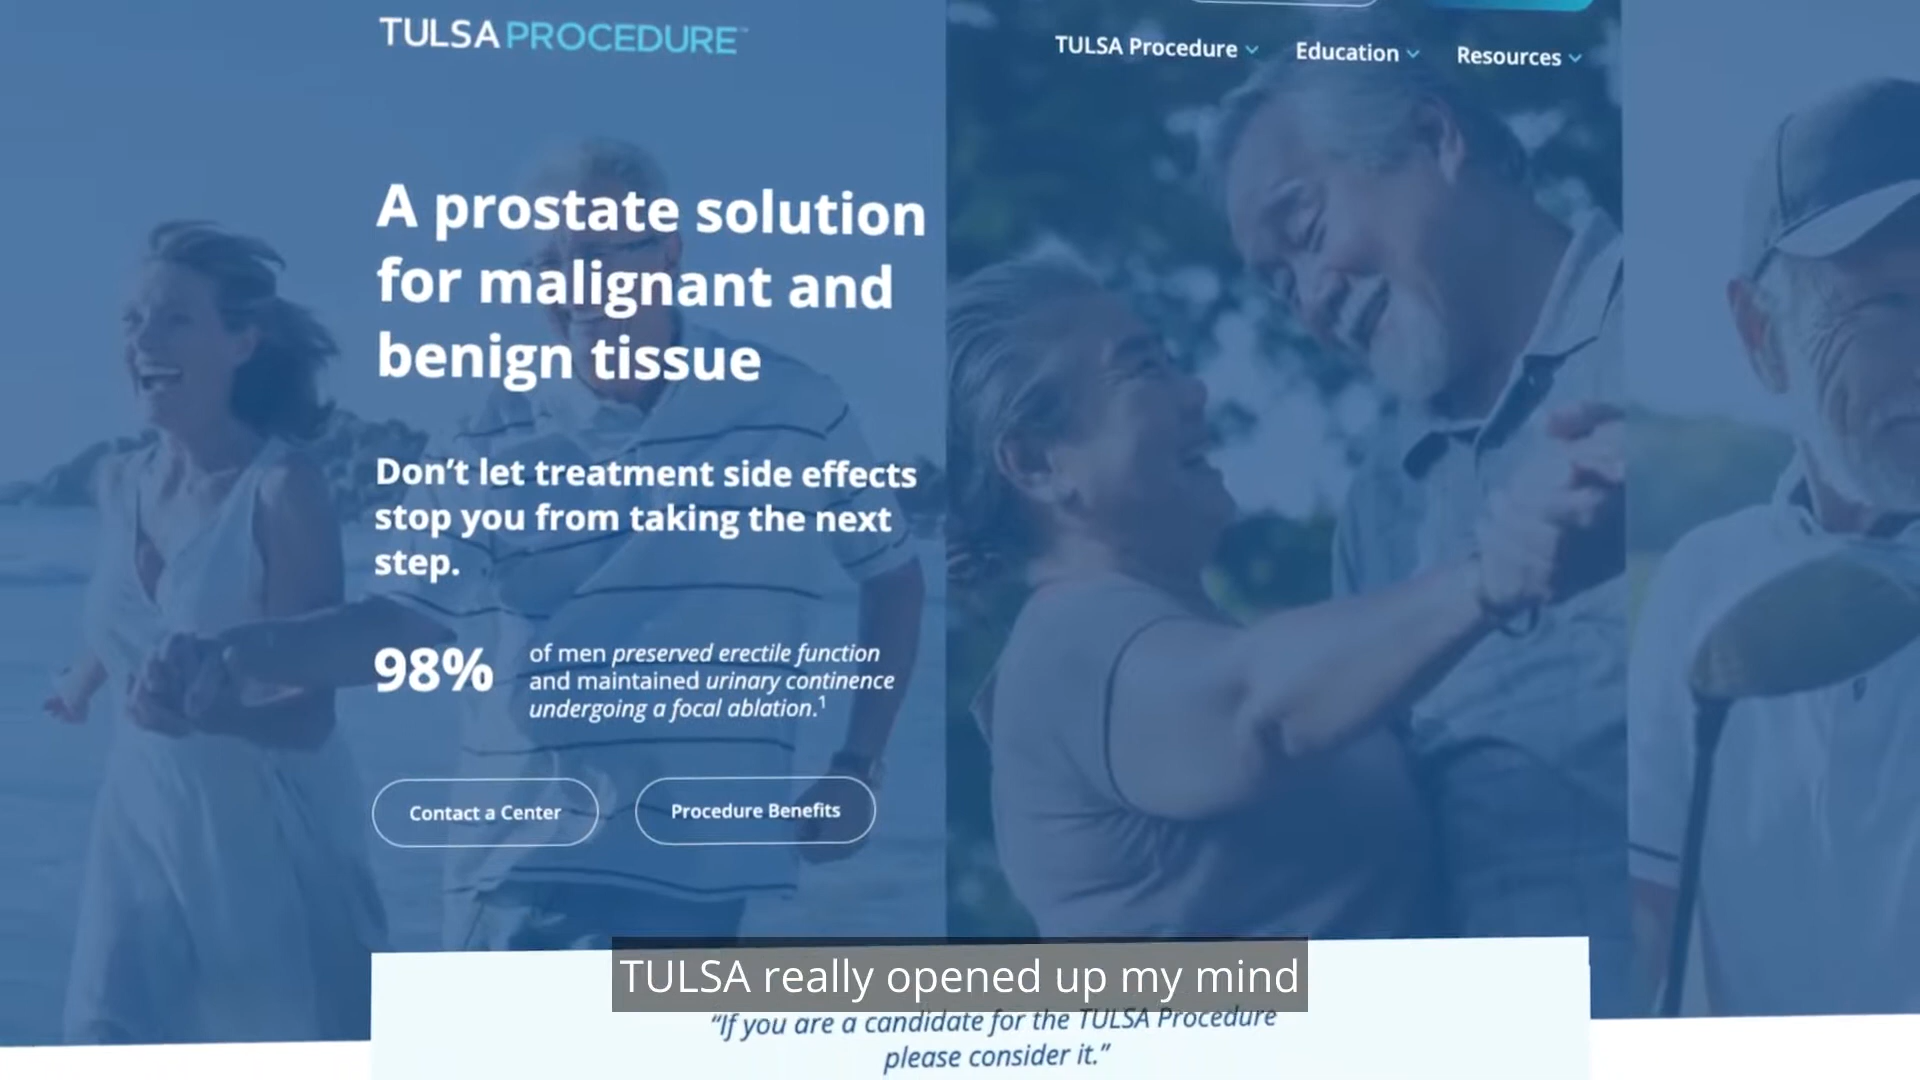 TULSA PROCEDURE™
TULSA Procedure
Education
Resources
A prostate solution
for malignant and
benign tissue
Don’t let treatment side effects
stop you from taking the next
step.
98%
of men preserved erectile function
and maintained urinary continence
undergoing a focal ablation.1
Contact a Center
Procedure Benefits
TULSA really opened up my mind
“If you are a candidate for the TULSA Procedure
please consider it.”